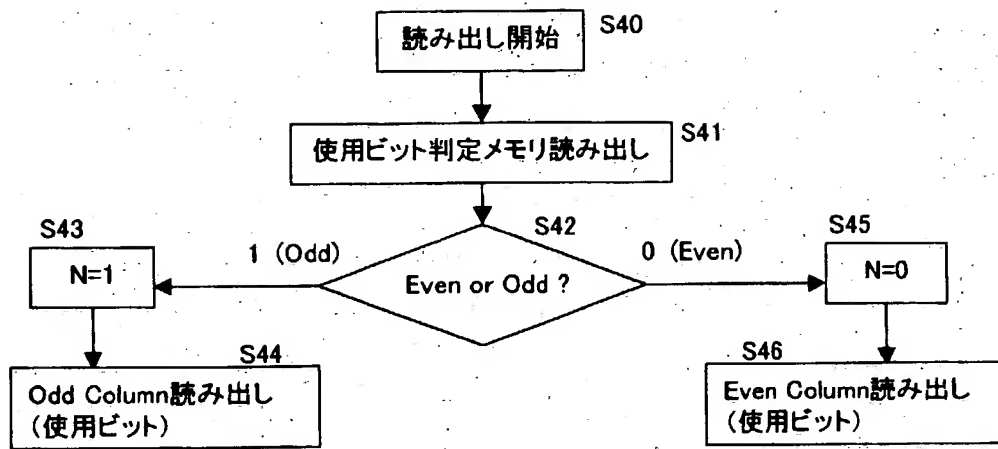 読み出し開始
S40
使用ビット判定メモリ読み出し
S41
S42
Even or Odd ?
1 (Odd)
0 (Even)
S43
N=1
S45
N=0
S44
Odd Column読み出し
(使用ビット)
S46
Even Column読み出し
(使用ビット)